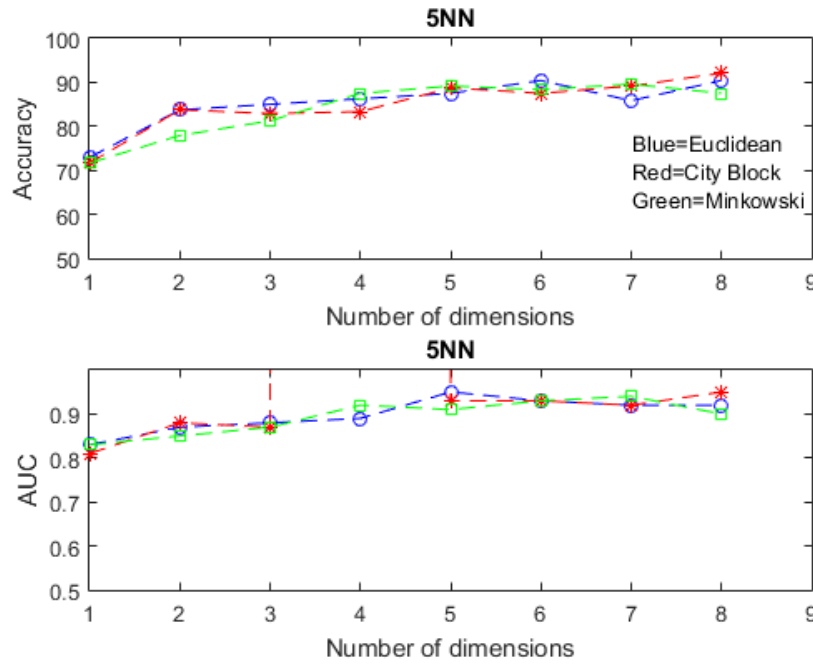 5NN
100
90
80
70
60
50
Accuracy
Blue=Euclidean
Red=City Block
Green=Minkowski
1 2 3 4 5 6 7 8 9
Number of dimensions
5NN
0.9
0.8
0.7
0.6
0.5
AUC
1 2 3 4 5 6 7 8 9
Number of dimensions